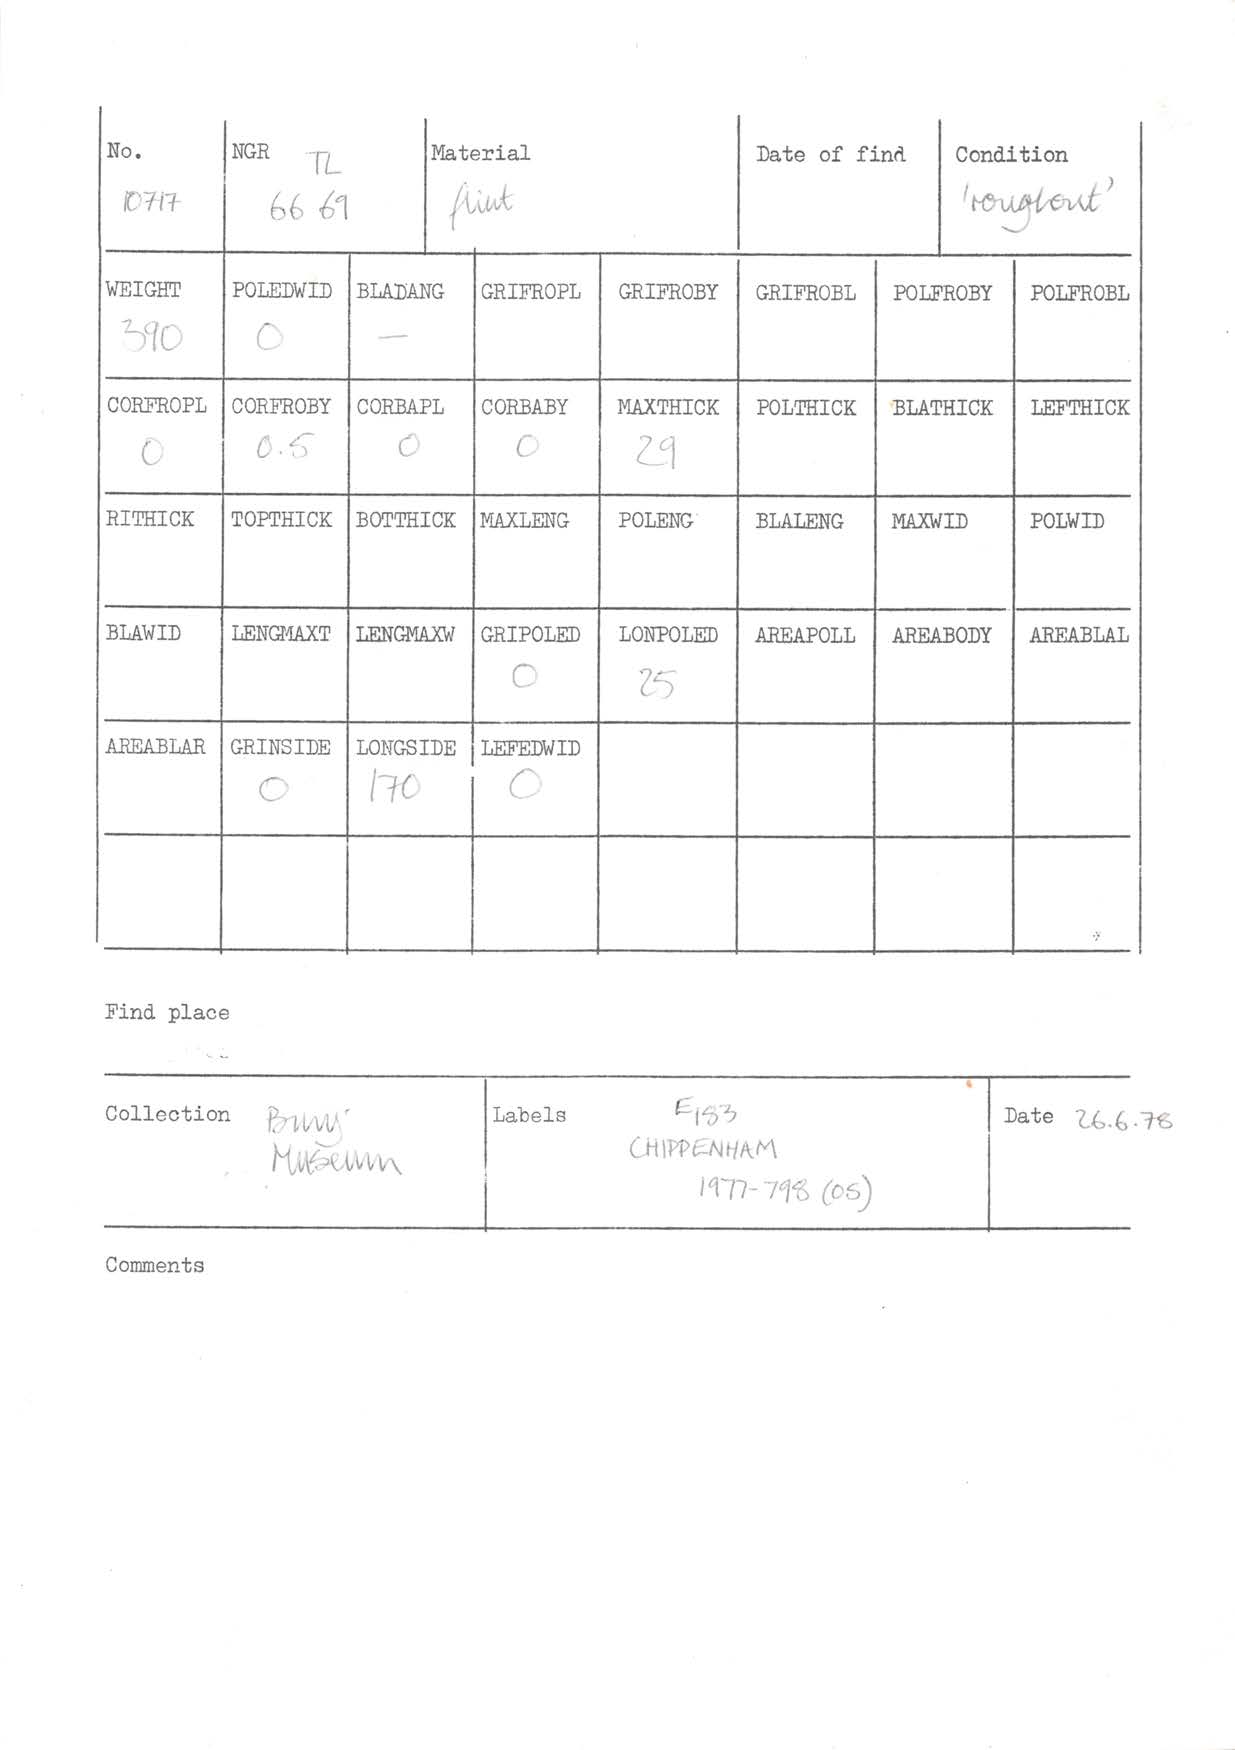 No. NGR TL Material Date of find Condition
10717 66 69 flint 'roughout'
WEIGHT POLEDWID BLADANG GRIFROPL GRIFROBY GRIFROBL POLFROBY POLFROBL
390 0 —
CORFROPL CORFROBY CORBAPL CORBABY MAXTHICK POLTHICK BLATHICK LEFTHICK
0 0.5 0 0 29
RITHICK TOPTHICK BOTTHICK MAXLENG POLENG BLALENG MAXWID POLWID
BLAWID LENGMAXT LENGMAXW GRIPOLED LONPOLED AREAPOLL AREABODY AREABLAL
0 25
AREABLAR GRINSIDE LONGSIDE LEFEDWID
0 170 0
Find place
Collection Bury Labels E183 Date 26.6.78
Museum CHIPPENHAM
1977-798 (OS)
Comments